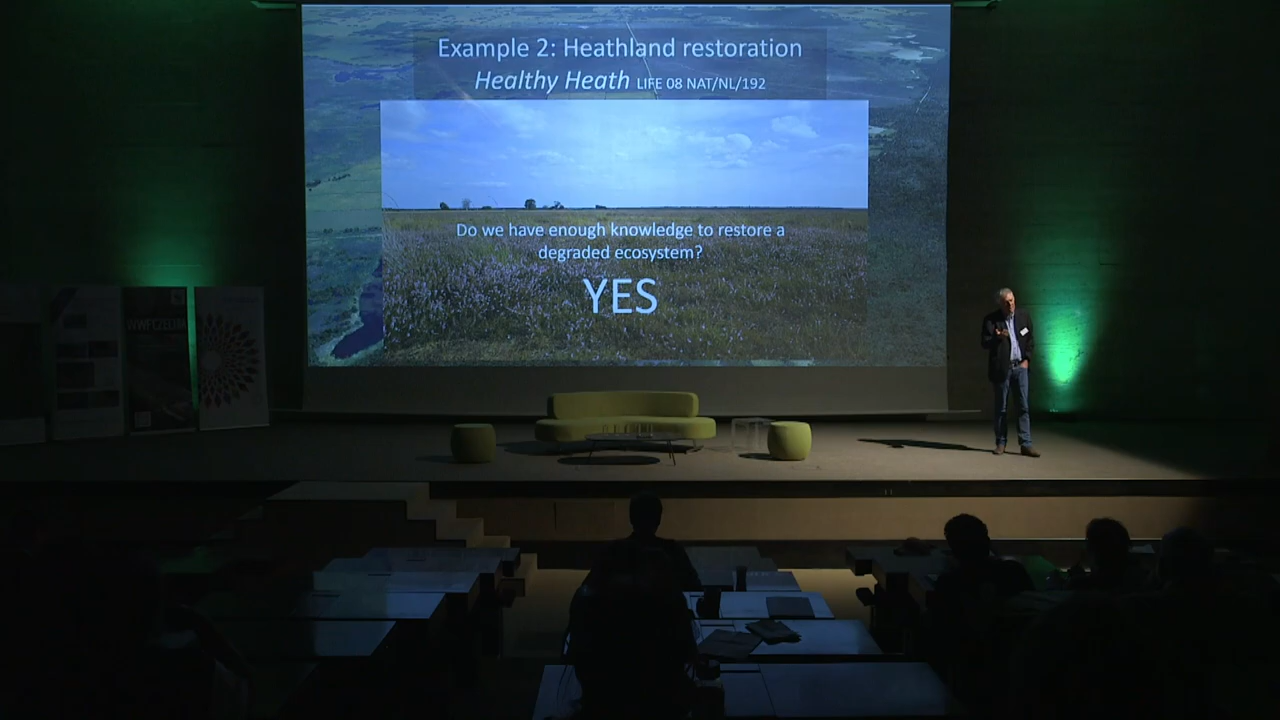 Example 2: Heathland restoration
Healthy Heath LIFE 08 NAT/NL/192
Do we have enough knowledge to restore a
degraded ecosystem?
YES